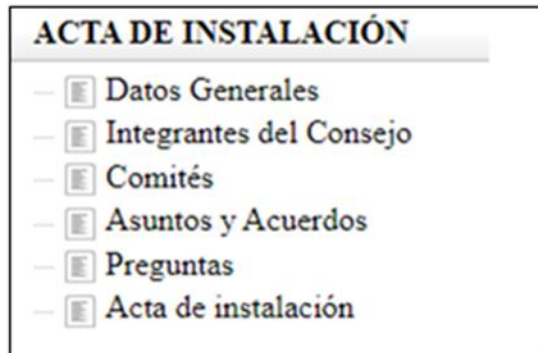 ACTA DE INSTALACIÓN
Datos Generales
Integrantes del Consejo
Comités
Asuntos y Acuerdos
Preguntas
Acta de instalación